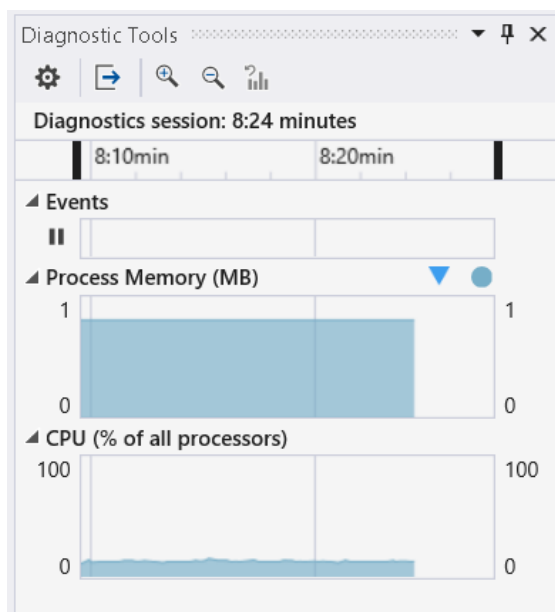 Diagnostic Tools
Diagnostics session: 8:24 minutes
8:10min 8:20min
Events
Process Memory (MB)
1 1
0 0
CPU (% of all processors)
100 100
0 0